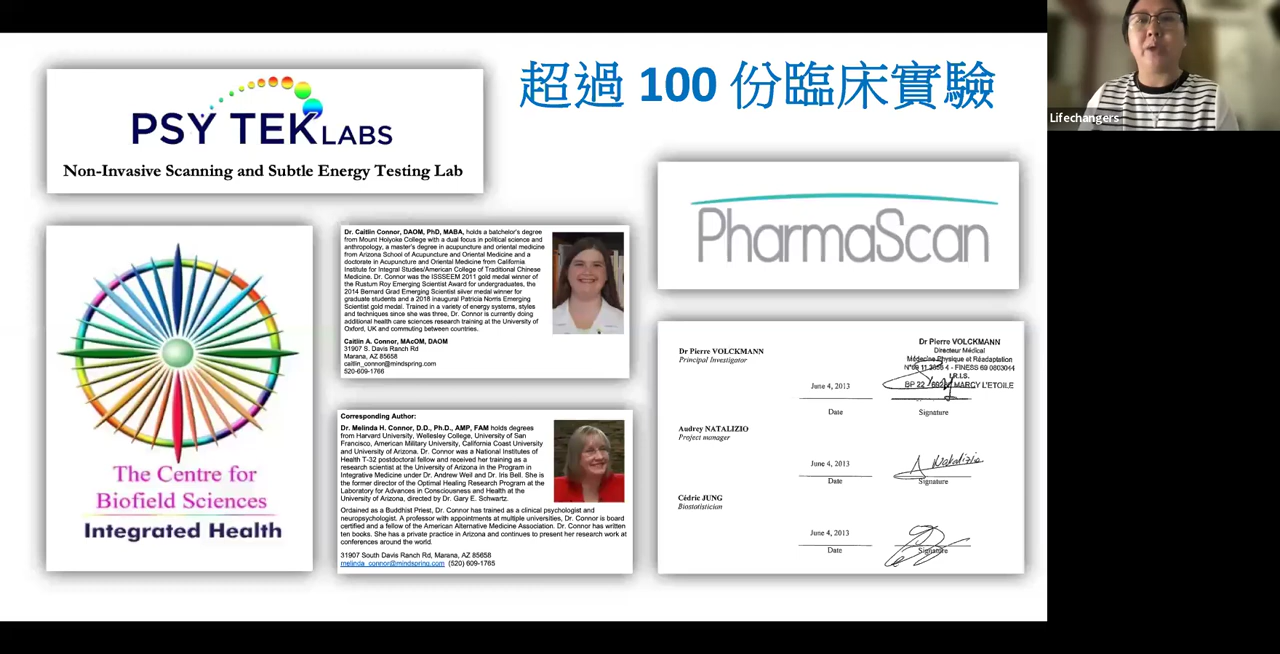 超過 100 份臨床實驗
PSY TEK LABS
Non-Invasive Scanning and Subtle Energy Testing Lab
The Centre for
Biofield Sciences
Integrated Health
Dr. Caitlin Connor, DAOM, PhD, MABA, holds a batchelor's degree
from Mount Holyoke College with a dual focus in political science and
anthropology, a master's degree in acupuncture and oriental medicine
from Arizona School of Acupuncture and Oriental Medicine and a
doctorate in Acupuncture and Oriental Medicine from California
Institute for Integral Studies/American College of Traditional Chinese
Medicine. Dr. Connor was the ISSSEEM 2011 gold medal winner of
the Rustum Roy Emerging Scientist Award for undergraduates, the
2014 Bernard Grad Emerging Scientist silver medal winner for
graduate students and a 2018 inaugural Patricia Norris Emerging
Scientist gold medal. Trained in a variety of energy systems, styles
and techniques since she was three, Dr. Connor is currently doing
additional health care sciences research training at the University of
Oxford, UK and commuting between countries.
Caitlin A. Connor, MAcOM, DAOM
31907 S. Davis Ranch Rd
Marana, AZ 85658
caitlin_connor@mindspring.com
520-609-1766
Corresponding Author:
Dr. Melinda H. Connor, D.D., Ph.D., AMP, FAM holds degrees
from Harvard University, Wellesley College, University of San
Francisco, American Military University, California Coast University
and University of Arizona. Dr. Connor was a National Institutes of
Health T-32 postdoctoral fellow and received her training as a
research scientist at the University of Arizona in the Program in
Integrative Medicine under Dr. Andrew Weil and Dr. Iris Bell. She is
the former director of the Optimal Healing Research Program at the
Laboratory for Advances in Consciousness and Health at the
University of Arizona, directed by Dr. Gary E. Schwartz.
Ordained as a Buddhist Priest, Dr. Connor has trained as a clinical psychologist and
neuropsychologist. A professor with appointments at multiple universities, Dr. Connor is board
certified and a fellow of the American Alternative Medicine Association. Dr. Connor has written
ten books. She has a private practice in Arizona and continues to present her research work at
conferences around the world.
31907 South Davis Ranch Rd, Marana, AZ 85658
melinda_connor@mindspring.com (520) 609-1765
PharmaScan
Dr Pierre VOLCKMANN
Principal Investigator
Dr Pierre VOLCKMANN
Directeur Médical
Médecine Physique et Réadaptation
FINESS 69 0803044
I.R.I.S.
MARCY L'ETOILE
June 4, 2013
Date
Signature
Audrey NATALIZIO
Project manager
June 4, 2013
A Natalizio
Date
Signature
Cédric JUNG
Biostatistician
June 4, 2013
Date
Signature
Lifechangers